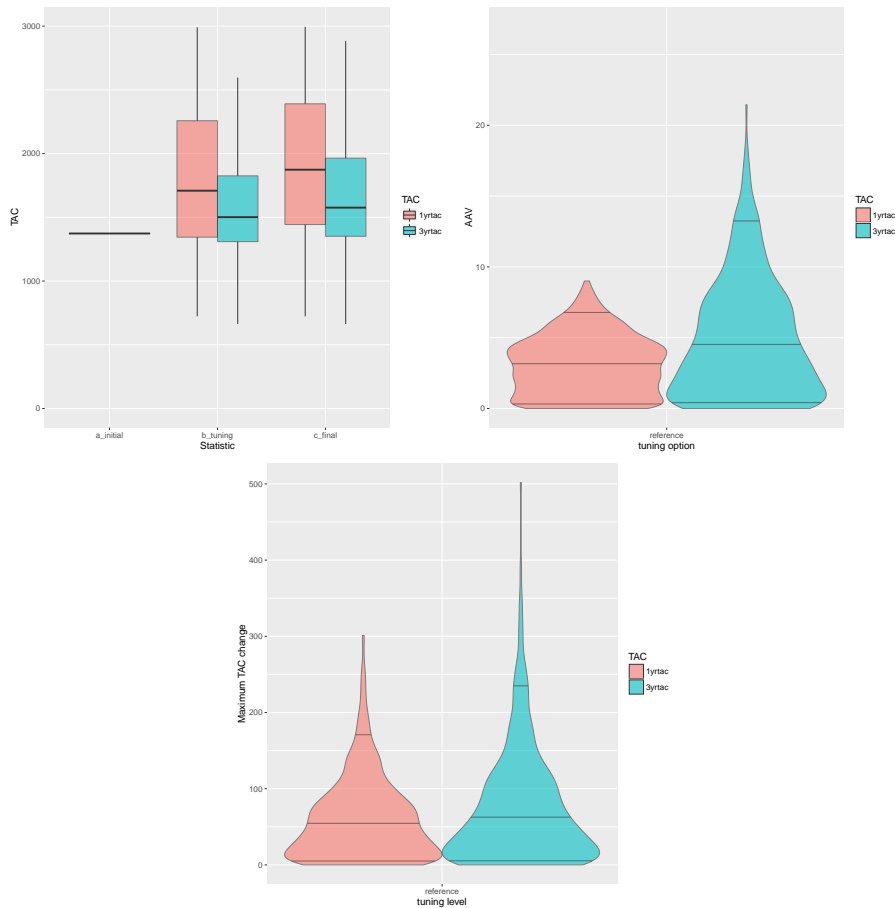 TAC
3000
2000
1000
0
a_initial
b_tuning
c_final
Statistic
TAC
1yrtac
3yrtac
AAV
20
10
0
reference
tuning option
TAC
1yrtac
3yrtac
Maximum TAC change
500
400
300
200
100
0
reference
tuning level
TAC
1yrtac
3yrtac